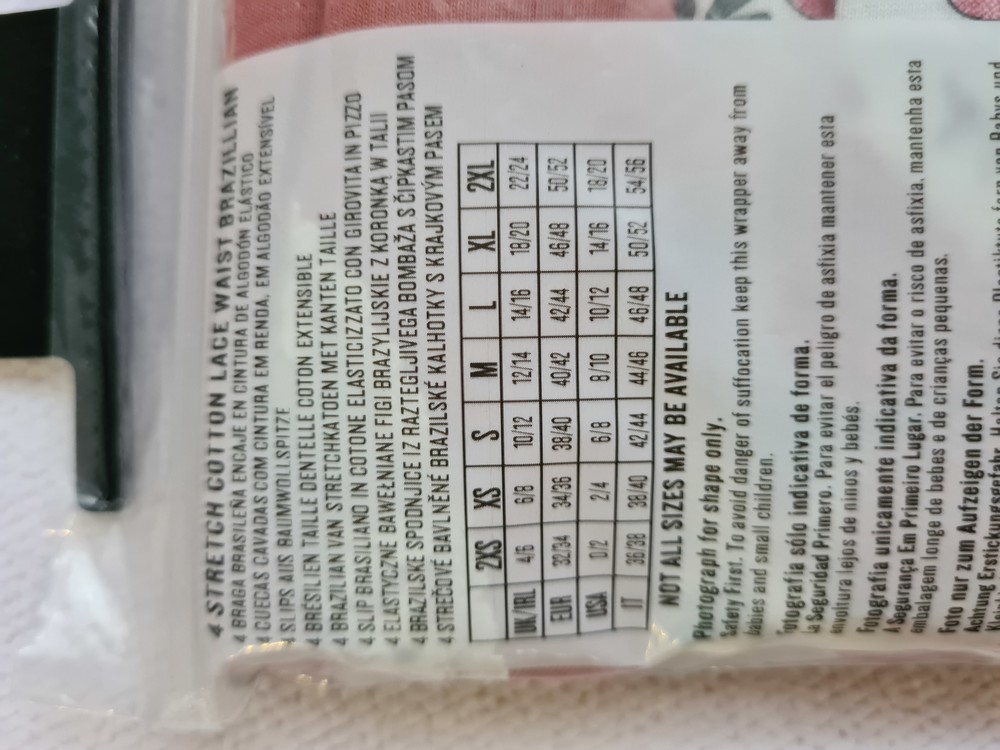 4 STRETCH COTTON LACE WAIST BRAZILLIAN
4 BRAGA BRASILEÑA ENCAJE EN CINTURA DE ALGODÓN ELÁSTICO
4 CUECAS CAVADAS COM CINTURA EM RENDA, EM ALGODÃO EXTENSÍVEL
4 SLIPS AUS BAUMWOLLSPITZE
4 BRÉSILIEN TAILLE DENTELLE COTON EXTENSIBLE
4 BRAZILIAN VAN STRETCHKATOEN MET KANTEN TAILLE
4 SLIP BRASILIANO IN COTONE ELASTICIZZATO CON GIROVITA IN PIZZO
4 ELASTYCZNE BAWEŁNIANE FIGI BRAZYLIJSKIE Z KORONKĄ W TALII
4 BRAZILSKE SPODNJICE IZ RAZTEGLJIVEGA BOMBAŽA S ČIPKASTIM PASOM
4 STREČOVÉ BAVLNĚNÉ BRAZILSKÉ KALHOTKY S KRAJKOVÝM PASEM
2XS XS S M L XL 2XL
UK/IRL 4/6 6/8 10/12 12/14 14/16 18/20 22/24
EUR 32/34 34/36 38/40 40/42 42/44 46/48 50/52
USA 0/2 2/4 6/8 8/10 10/12 14/16 18/20
IT 36/38 38/40 42/44 44/46 46/48 50/52 54/56
NOT ALL SIZES MAY BE AVAILABLE
Photograph for shape only.
Safety First. To avoid danger of suffocation keep this wrapper away from
babies and small children.
Fotografia sólo indicativa de forma.
La Seguridad Primero. Para evitar el peligro de asfixia mantener esta
envoltura lejos de ninos y bebés.
Fotografia unicamente indicativa da forma.
A Segurança Em Primeiro Lugar. Para evitar o risco de asfixia, mantenha esta
embalagem longe de bebes e de crianças pequenas.
Foto nur zum Aufzeigen der Form.
Achtung Erstickungsgefahr. von Babys und